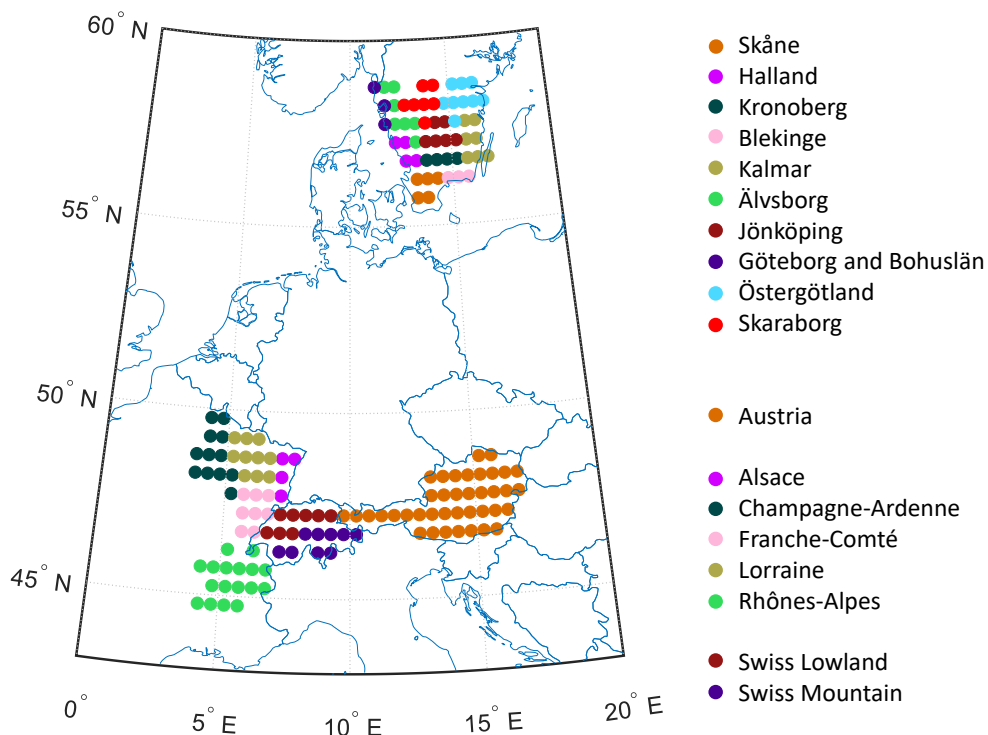 60° N
55° N
50° N
45° N
0°
5° E
10° E
15° E
20° E
Skåne
Halland
Kronoberg
Blekinge
Kalmar
Älvsborg
Jönköping
Göteborg and Bohuslän
Östergötland
Skaraborg
Austria
Alsace
Champagne-Ardenne
Franche-Comté
Lorraine
Rhônes-Alpes
Swiss Lowland
Swiss Mountain